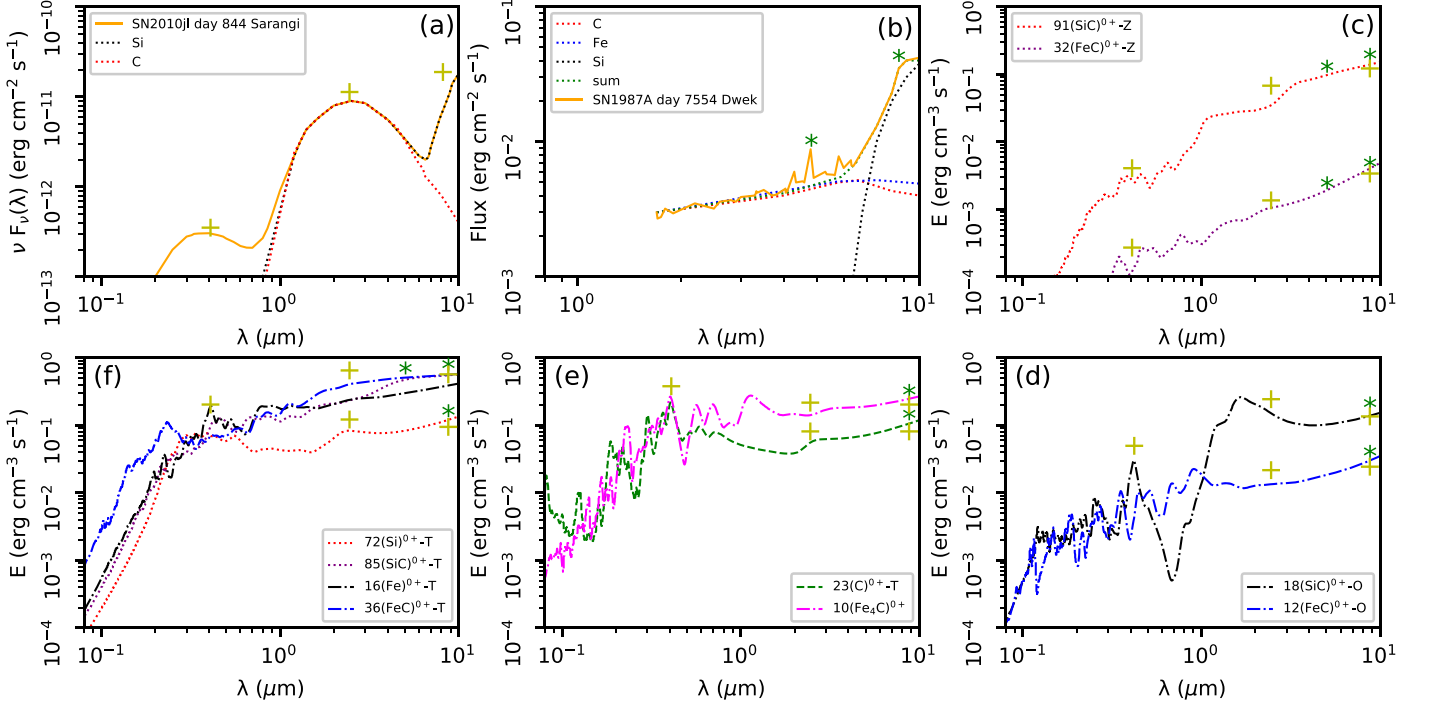 (a)
SN2010jl day 844 Sarangi
Si
C
ν Fν(λ) (erg cm⁻² s⁻¹)
10⁻¹⁰
10⁻¹¹
10⁻¹²
10⁻¹³
10⁻¹ 10⁰ 10¹
λ (μm)
(b)
C
Fe
Si
sum
SN1987A day 7554 Dwek
Flux (erg cm⁻² s⁻¹)
10⁻¹
10⁻²
10⁻³
10⁰ 10¹
λ (μm)
(c)
91(SiC)⁰⁺-Z
32(FeC)⁰⁺-Z
E (erg cm⁻³ s⁻¹)
10⁰
10⁻¹
10⁻²
10⁻³
10⁻⁴
10⁻¹ 10⁰ 10¹
λ (μm)
(f)
72(Si)⁰⁺-T
85(SiC)⁰⁺-T
16(Fe)⁰⁺-T
36(FeC)⁰⁺-T
E (erg cm⁻³ s⁻¹)
10⁰
10⁻¹
10⁻²
10⁻³
10⁻⁴
10⁻¹ 10⁰ 10¹
λ (μm)
(e)
23(C)⁰⁺-T
10(Fe₄C)⁰⁺
E (erg cm⁻³ s⁻¹)
10⁰
10⁻¹
10⁻²
10⁻³
10⁻⁴
10⁻¹ 10⁰ 10¹
λ (μm)
(d)
18(SiC)⁰⁺-O
12(FeC)⁰⁺-O
E (erg cm⁻³ s⁻¹)
10⁰
10⁻¹
10⁻²
10⁻³
10⁻⁴
10⁻¹ 10⁰ 10¹
λ (μm)